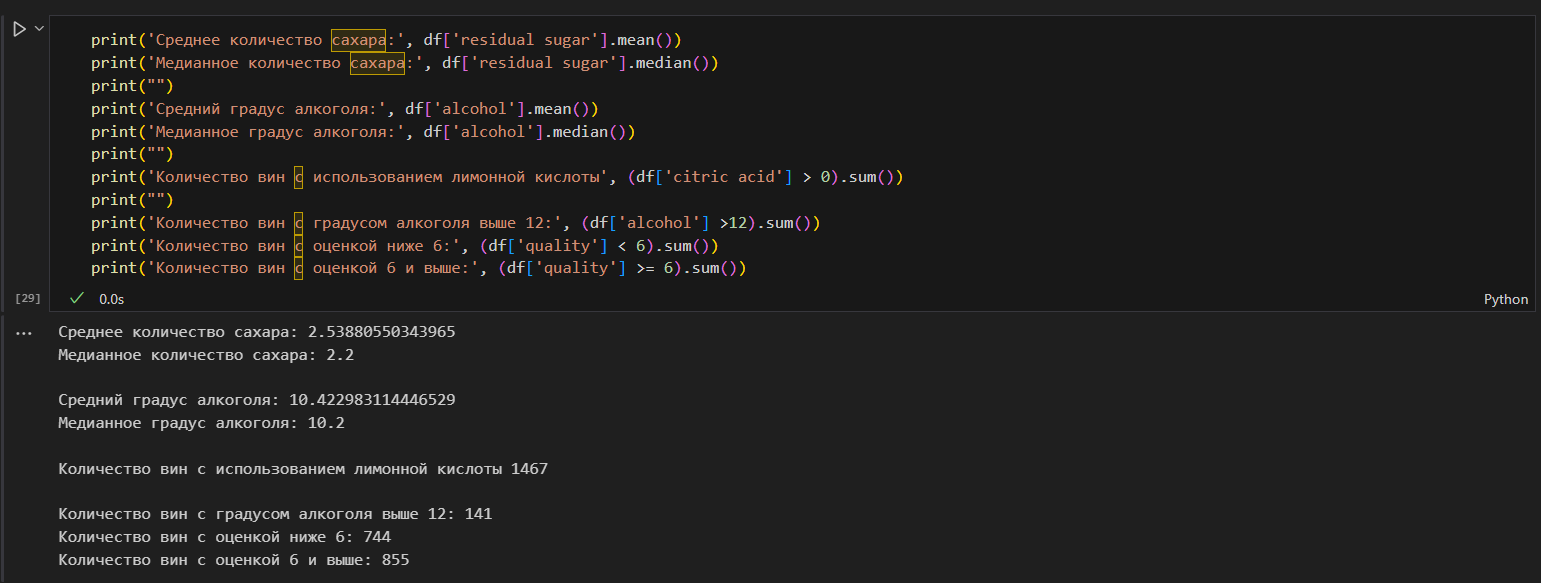 print('Среднее количество сахара:', df['residual sugar'].mean())
print('Медианное количество сахара:', df['residual sugar'].median())
print("")
print('Средний градус алкоголя:', df['alcohol'].mean())
print('Медианное градус алкоголя:', df['alcohol'].median())
print("")
print('Количество вин с использованием лимонной кислоты', (df['citric acid'] > 0).sum())
print("")
print('Количество вин с градусом алкоголя выше 12:', (df['alcohol'] >12).sum())
print('Количество вин с оценкой ниже 6:', (df['quality'] < 6).sum())
print('Количество вин с оценкой 6 и выше:', (df['quality'] >= 6).sum())
[29] 0.0s Python
Среднее количество сахара: 2.53880550343965
Медианное количество сахара: 2.2
Средний градус алкоголя: 10.422983114446529
Медианное градус алкоголя: 10.2
Количество вин с использованием лимонной кислоты 1467
Количество вин с градусом алкоголя выше 12: 141
Количество вин с оценкой ниже 6: 744
Количество вин с оценкой 6 и выше: 855